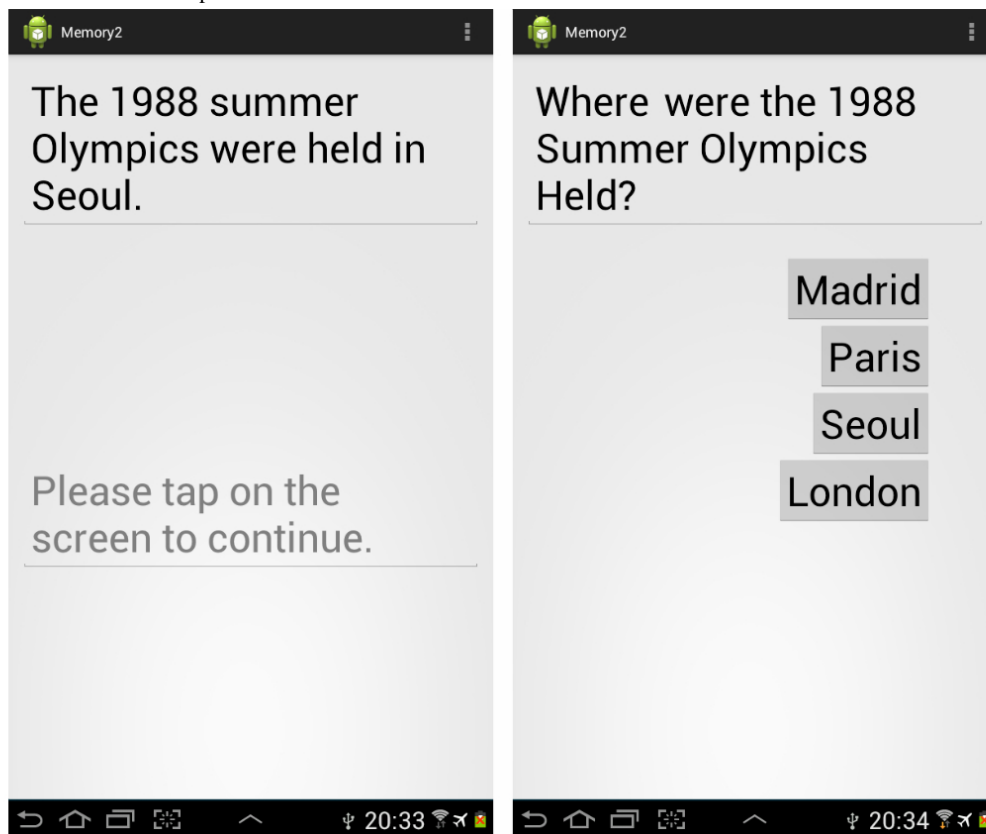 Memory2
The 1988 summer
Olympics were held in
Seoul.
Please tap on the
screen to continue.
20:33
Memory2
Where were the 1988
Summer Olympics
Held?
Madrid
Paris
Seoul
London
20:34